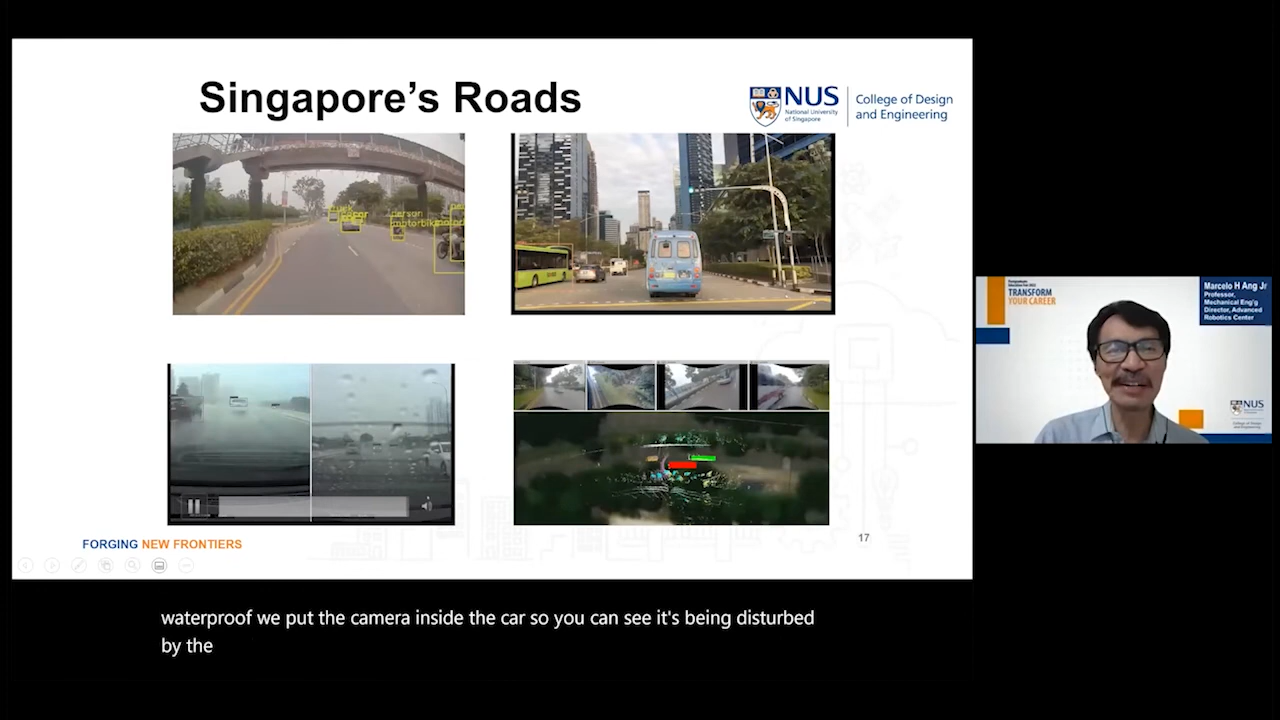 Singapore's Roads
NUS
National University
of Singapore
College of Design
and Engineering
person
FORGING NEW FRONTIERS
17
TRANSFORM
YOUR CAREER
Marcelo H Ang Jr
Professor,
Mechanical Eng'g
Director, Advanced
Robotics Center
NUS
waterproof we put the camera inside the car so you can see it's being disturbed
by the